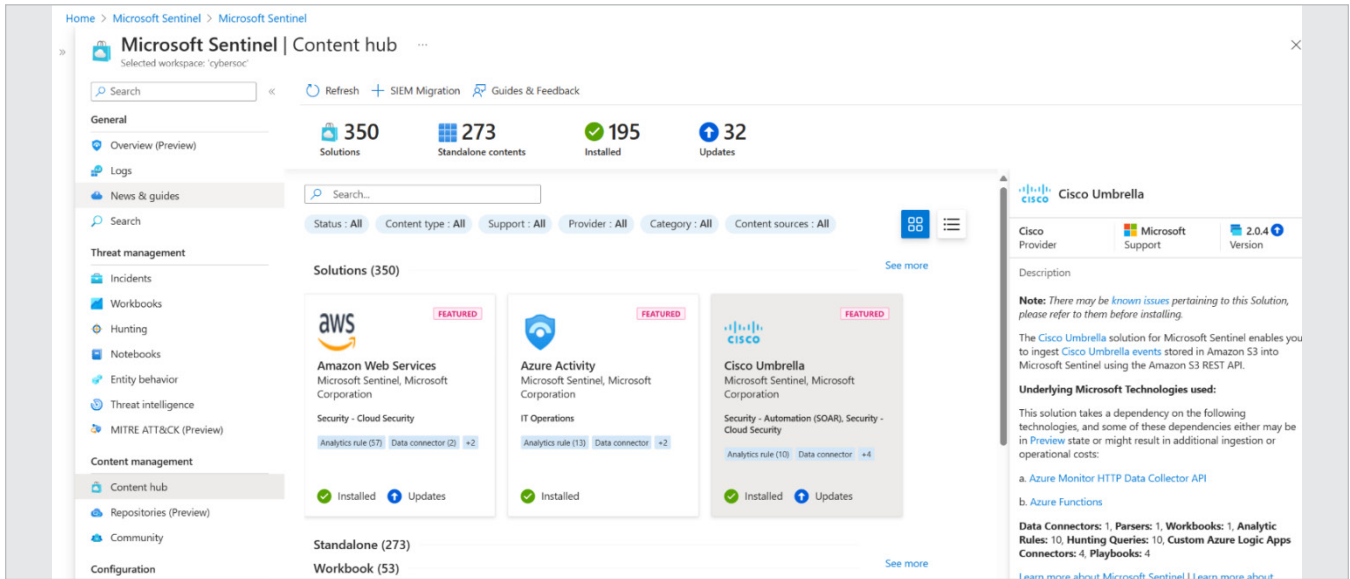 Home > Microsoft Sentinel > Microsoft Sentinel
Microsoft Sentinel | Content hub ...
Selected workspace: 'cybersoc'
Search
General
Overview (Preview)
Logs
News & guides
Search
Threat management
Incidents
Workbooks
Hunting
Notebooks
Entity behavior
Threat intelligence
MITRE ATT&CK (Preview)
Content management
Content hub
Repositories (Preview)
Community
Configuration
Refresh + SIEM Migration Guides & Feedback
350 273 195 32
Solutions Standalone contents Installed Updates
Search...
Status : All Content type : All Support : All Provider : All Category : All Content sources : All
Solutions (350) See more
FEATURED
aws
Amazon Web Services
Microsoft Sentinel, Microsoft
Corporation
Security - Cloud Security
Analytics rule (57) Data connector (2) +2
Installed Updates
FEATURED
Azure Activity
Microsoft Sentinel, Microsoft
Corporation
IT Operations
Analytics rule (13) Data connector +2
Installed
FEATURED
CISCO
Cisco Umbrella
Microsoft Sentinel, Microsoft
Corporation
Security - Automation (SOAR), Security -
Cloud Security
Analytics rule (10) Data connector +4
Installed Updates
Standalone (273)
Workbook (53) See more
CISCO Cisco Umbrella
Cisco Microsoft 2.0.4
Provider Support Version
Description
Note: There may be known issues pertaining to this Solution,
please refer to them before installing.
The Cisco Umbrella solution for Microsoft Sentinel enables you
to ingest Cisco Umbrella events stored in Amazon S3 into
Microsoft Sentinel using the Amazon S3 REST API.
Underlying Microsoft Technologies used:
This solution takes a dependency on the following
technologies, and some of these dependencies either may be
in Preview state or might result in additional ingestion or
operational costs:
a. Azure Monitor HTTP Data Collector API
b. Azure Functions
Data Connectors: 1, Parsers: 1, Workbooks: 1, Analytic
Rules: 10, Hunting Queries: 10, Custom Azure Logic Apps
Connectors: 4, Playbooks: 4
Learn more about Microsoft Sentinel | Learn more about